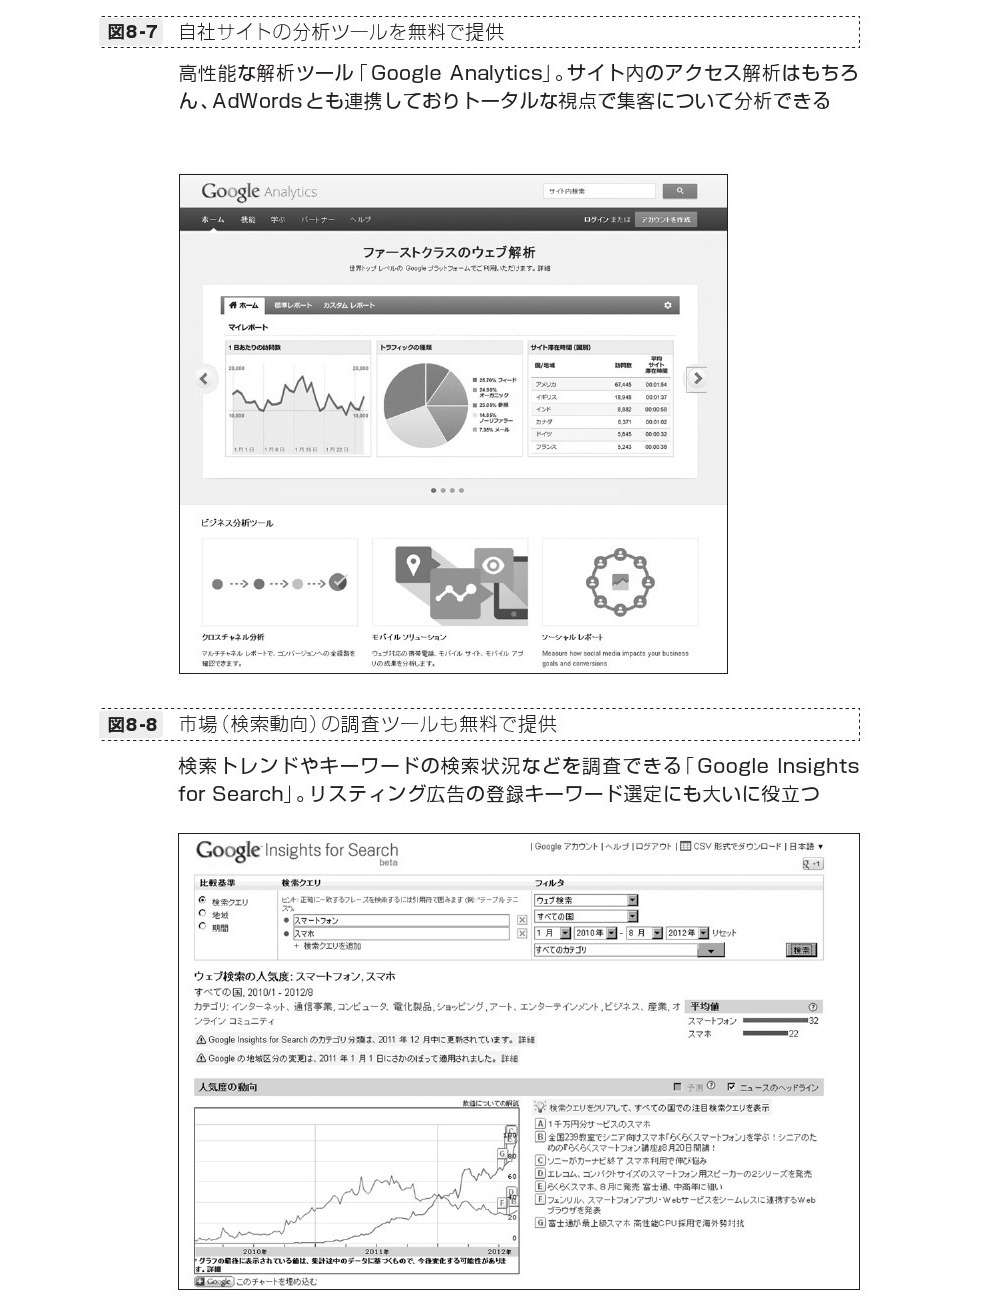 図8-7 自社サイトの分析ツールを無料で提供
高性能な解析ツール「Google Analytics」。サイト内のアクセス解析はもちろ
ん、AdWordsとも連携しておりトータルな視点で集客について分析できる
Google Analytics
サイト内検索
ホーム 機能 学ぶ パートナー ヘルプ
ログイン または アカウントを作成
ファーストクラスのウェブ解析
世界トップ レベルの Google プラットフォームでご利用いただけます。詳細
ホーム 標準レポート カスタム レポート
マイレポート
1 日あたりの訪問数
20,000 20,000
10,000 10,000
1 月 1 日 1 月 8 日 1 月 15 日 1 月 22 日
トラフィックの種類
25.70% フィード
オーガニック
25.00% 参照
14.85%
ノーリファラー
7.35% メール
サイト滞在時間 (国別)
国/地域 訪問数 平均
サイト
滞在時間
アメリカ 67,445 00:01:54
イギリス 18,948 00:01:37
インド 8,882 00:00:50
カナダ 6,371 00:01:02
ドイツ 5,645 00:00:32
フランス 5,243 00:00:36
ビジネス分析ツール
クロスチャネル分析
マルチチャネル レポートで、コンバージョンへの全経路を
確認できます。
モバイル ソリューション
ウェブ対応の携帯電話、モバイル サイト、モバイル アプ
リの成果を分析します。
ソーシャル レポート
Measure how social media impacts your business
goals and conversions
図8-8 市場（検索動向）の調査ツールも無料で提供
検索トレンドやキーワードの検索状況などを調査できる「Google Insights
for Search」。リスティング広告の登録キーワード選定にも大いに役立つ
Google Insights for Search
beta
| Google アカウント | ヘルプ | ログアウト | CSV 形式でダウンロード | 日本語 ▼
+1
比較基準
検索クエリ
地域
期間
検索クエリ
ヒント: 正確に一致するフレーズを検索するには引用符で囲みます (例: "テーブル テニ
ス")。
スマートフォン
スマホ
+ 検索クエリを追加
フィルタ
ウェブ検索
すべての国
1 月 2010年 - 8 月 2012年 リセット
すべてのカテゴリ
検索
ウェブ検索の人気度: スマートフォン, スマホ
すべての国, 2010/1 - 2012/8
カテゴリ: インターネット、通信事業, コンピュータ、電化製品, ショッピング, アート、エンターテインメント, ビジネス、産業, オ
ンライン コミュニティ
平均値
スマートフォン 32
スマホ 22
Google Insights for Search のカテゴリ分類は、2011 年 12 月中に更新されています。 詳細
Google の地域区分の変更は、2011 年 1 月 1 日にさかのぼって適用されました。 詳細
人気度の動向
予測 ニュースのヘッドライン
数値についての解説
100
80
60
40
20
0
2010年 2011年 2012年
* グラフの最後に表示されている値は、集計途中のデータに基づくもので、今後変化する可能性がありま
す。詳細
Google このチャートを埋め込む
検索クエリをクリアして、すべての国での注目検索クエリを表示
A 1千万円分サービスのスマホ
B 全国239教室でシニア向けスマホ「らくらくスマートフォン」を学ぶ！シニアのた
めの『らくらくスマートフォン講座』8月20日開講！
C ソニーがカーナビ終了 スマホ利用で伸び悩み
D エレコム、コンパクトサイズのスマートフォン用スピーカーの2シリーズを発売
E らくらくスマホ、8月に発売 富士通、中高年に狙い
F フェンリル、スマートフォンアプリ・Webサービスをシームレスに連携するWeb
ブラウザを発表
G 富士通が最上級スマホ 高性能CPU採用で海外勢対抗